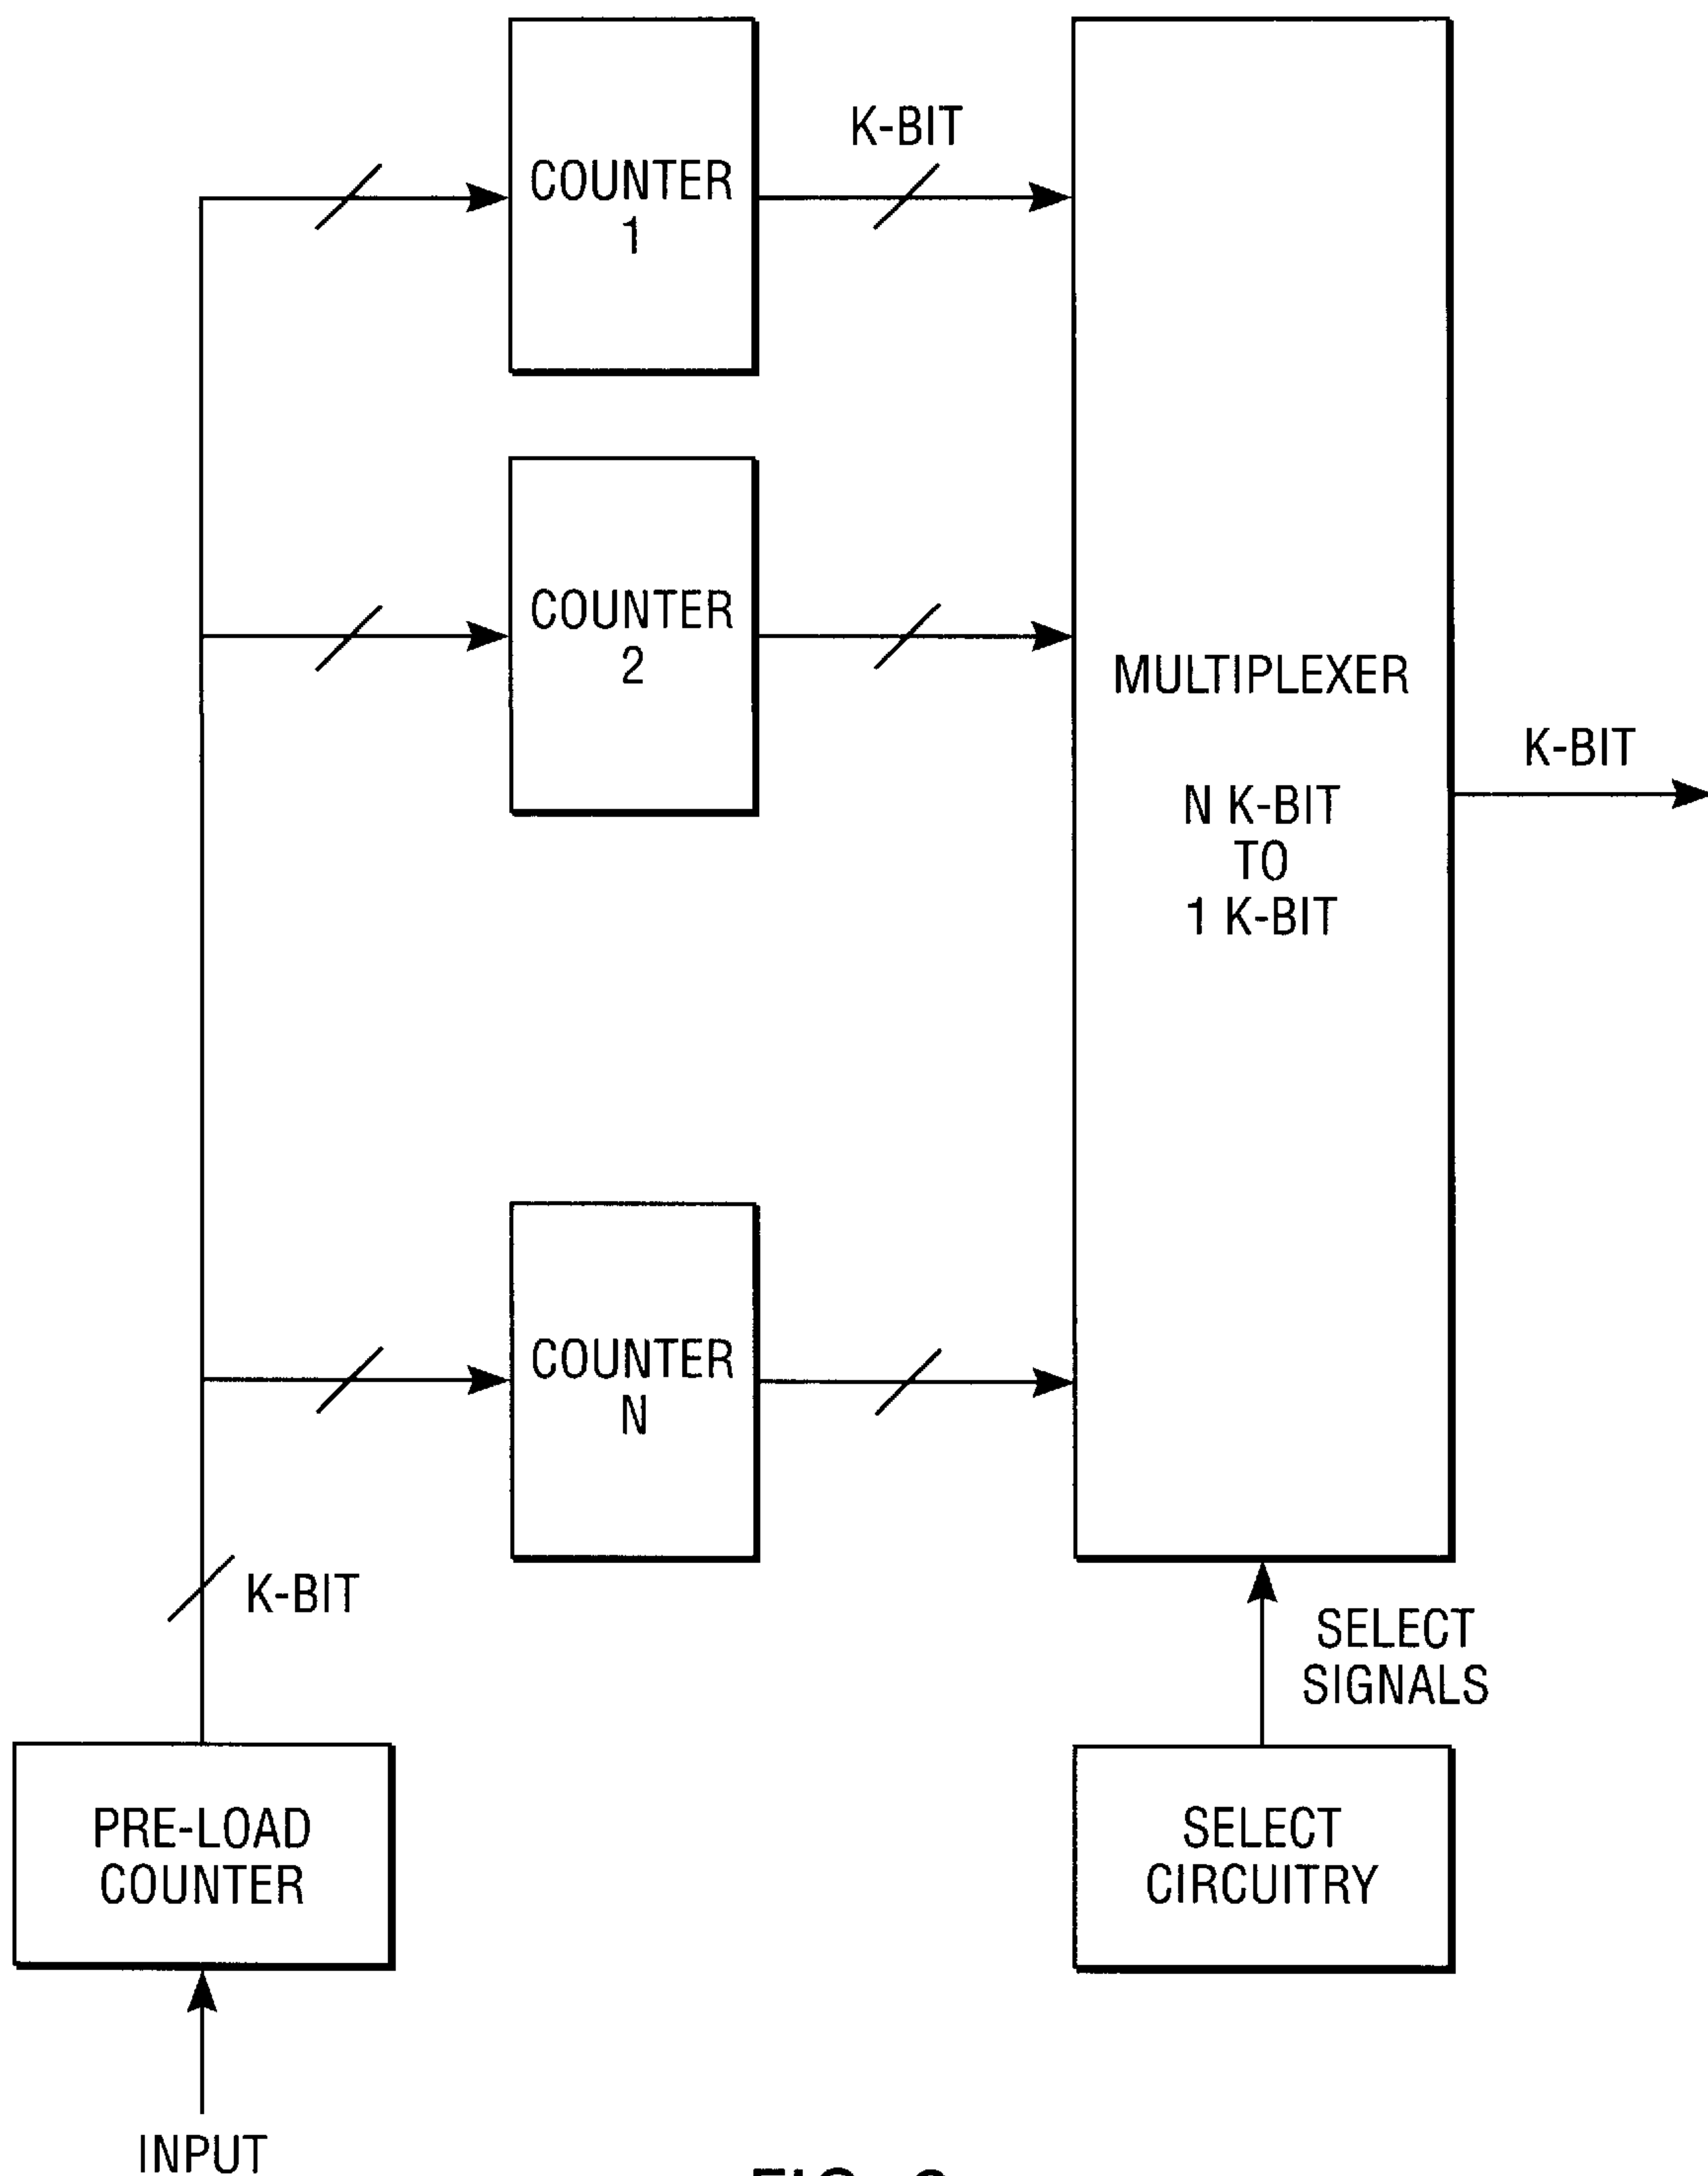 K-BIT
COUNTER
1
COUNTER
2
MULTIPLEXER
N K-BIT
TO
1 K-BIT
K-BIT
COUNTER
N
K-BIT
SELECT
SIGNALS
PRE-LOAD
COUNTER
SELECT
CIRCUITRY
INPUT